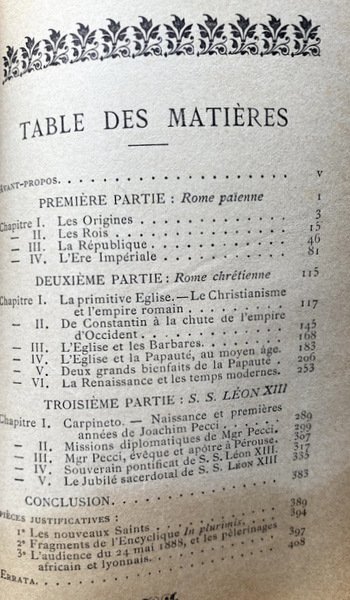 TABLE DES MATIÈRES
AVANT-PROPOS. V
PREMIÈRE PARTIE : Rome païenne 1
Chapitre I. Les Origines 3
— II. Les Rois 15
— III. La République 46
— IV. L'Ere Impériale 81
DEUXIÈME PARTIE : Rome chrétienne 115
Chapitre I. La primitive Eglise. — Le Christianisme
et l'empire romain 117
— II. De Constantin à la chute de l'empire
d'Occident 145
— III. L'Eglise et les Barbares. 168
— IV. L'Eglise et la Papauté, au moyen âge. 183
— V. Deux grands bienfaits de la Papauté 206
— VI. La Renaissance et les temps modernes. 253
TROISIÈME PARTIE : S. S. LÉON XIII
Chapitre I. Carpineto. — Naissance et premières
années de Joachim Pecci 289
— II. Missions diplomatiques de Mgr Pecci 299
— III. Mgr Pecci, évêque et apôtre à Pérouse. 307
— IV. Souverain pontificat de S. S. Léon XIII. 317
— V. Le Jubilé sacerdotal de S. S. LÉON XIII 335
CONCLUSION. 383
PIÈCES JUSTIFICATIVES :
1° Les nouveaux Saints 389
2° Fragments de l'Encyclique In plurimis. 394
3° L'audience du 24 mai 1888, et les pèlerinages
africain et lyonnais. 397
ERRATA. 408